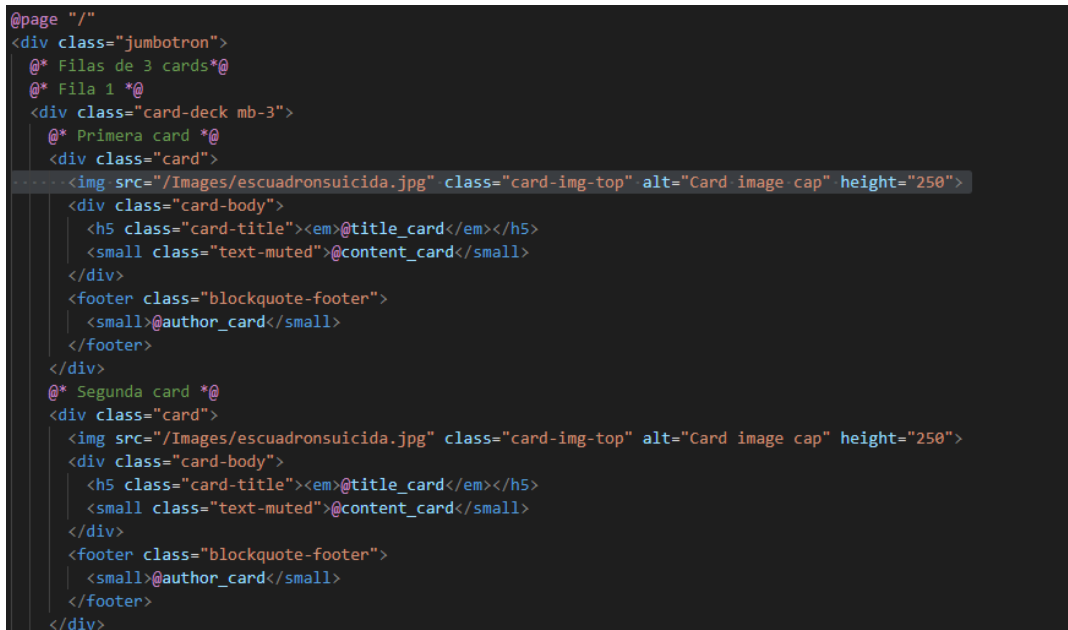 @page "/"
<div class="jumbotron">
@* Filas de 3 cards*@
@* Fila 1 *@
<div class="card-deck mb-3">
@* Primera card *@
<div class="card">
<img src="/Images/escuadronsuicida.jpg" class="card-img-top" alt="Card image cap" height="250">
<div class="card-body">
<h5 class="card-title"><em>@title_card</em></h5>
<small class="text-muted">@content_card</small>
</div>
<footer class="blockquote-footer">
<small>@author_card</small>
</footer>
</div>
@* Segunda card *@
<div class="card">
<img src="/Images/escuadronsuicida.jpg" class="card-img-top" alt="Card image cap" height="250">
<div class="card-body">
<h5 class="card-title"><em>@title_card</em></h5>
<small class="text-muted">@content_card</small>
</div>
<footer class="blockquote-footer">
<small>@author_card</small>
</footer>
</div>